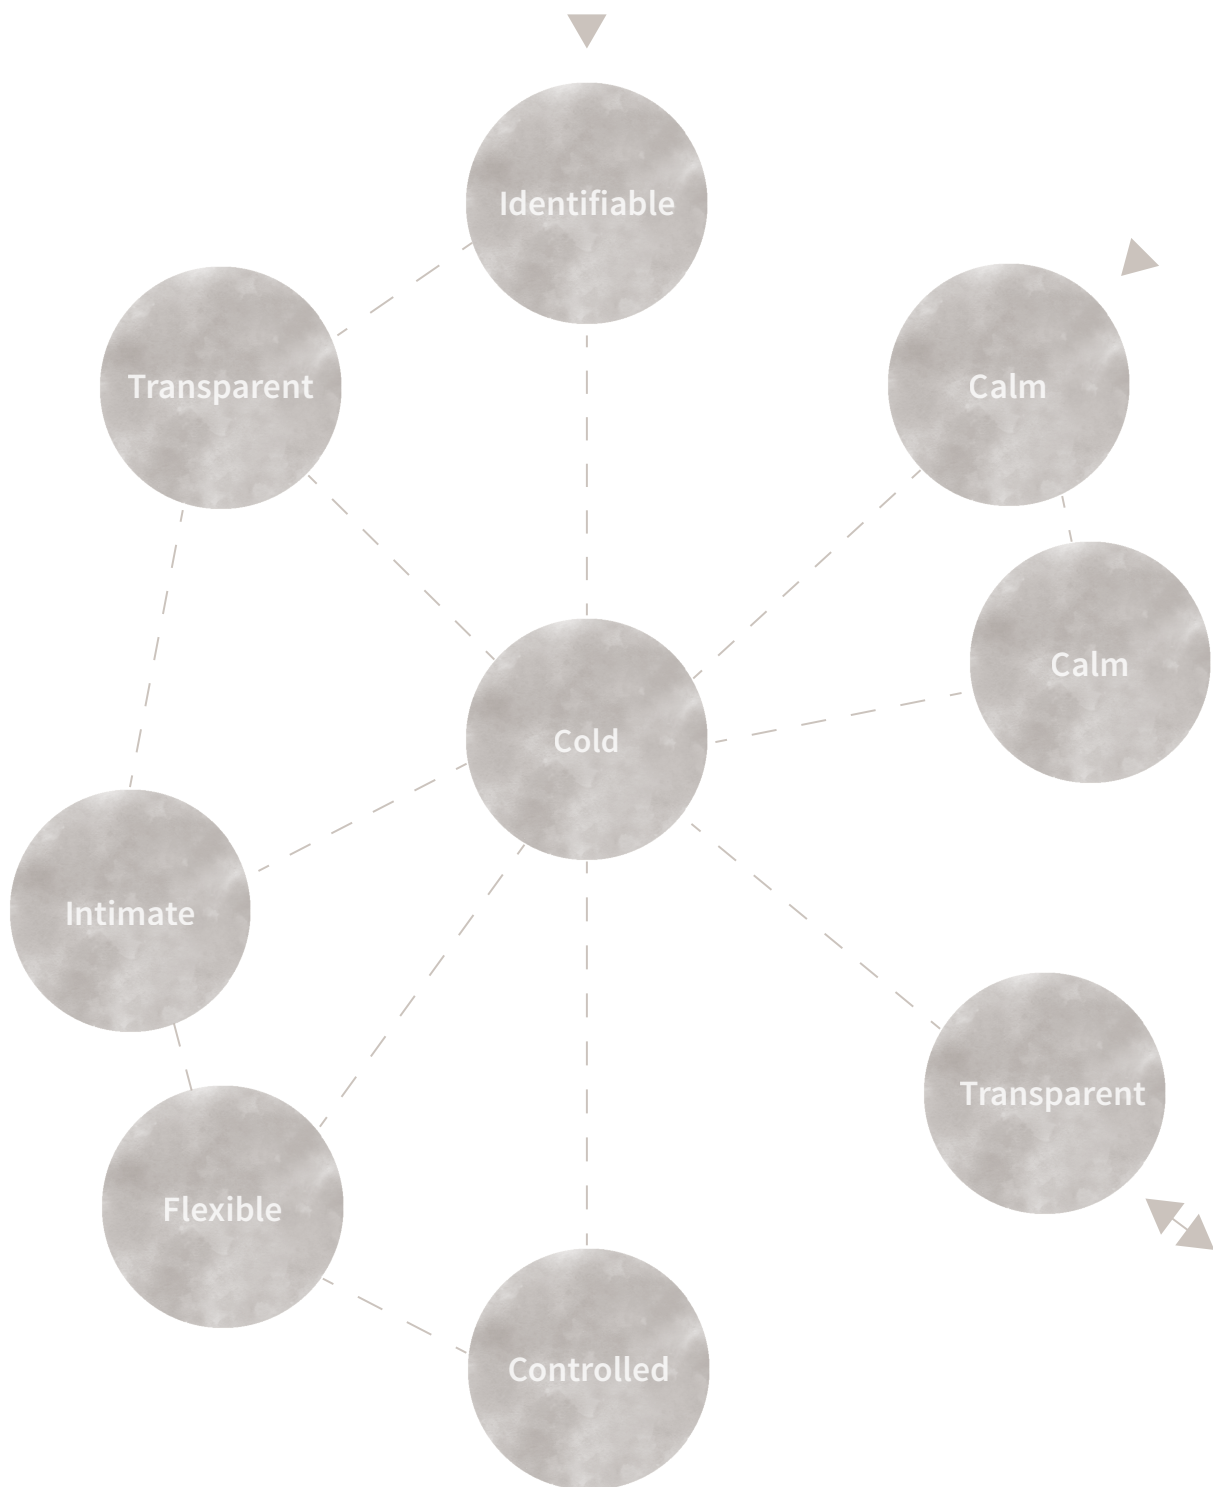 Identifiable
Transparent
Calm
Calm
Cold
Intimate
Transparent
Flexible
Controlled